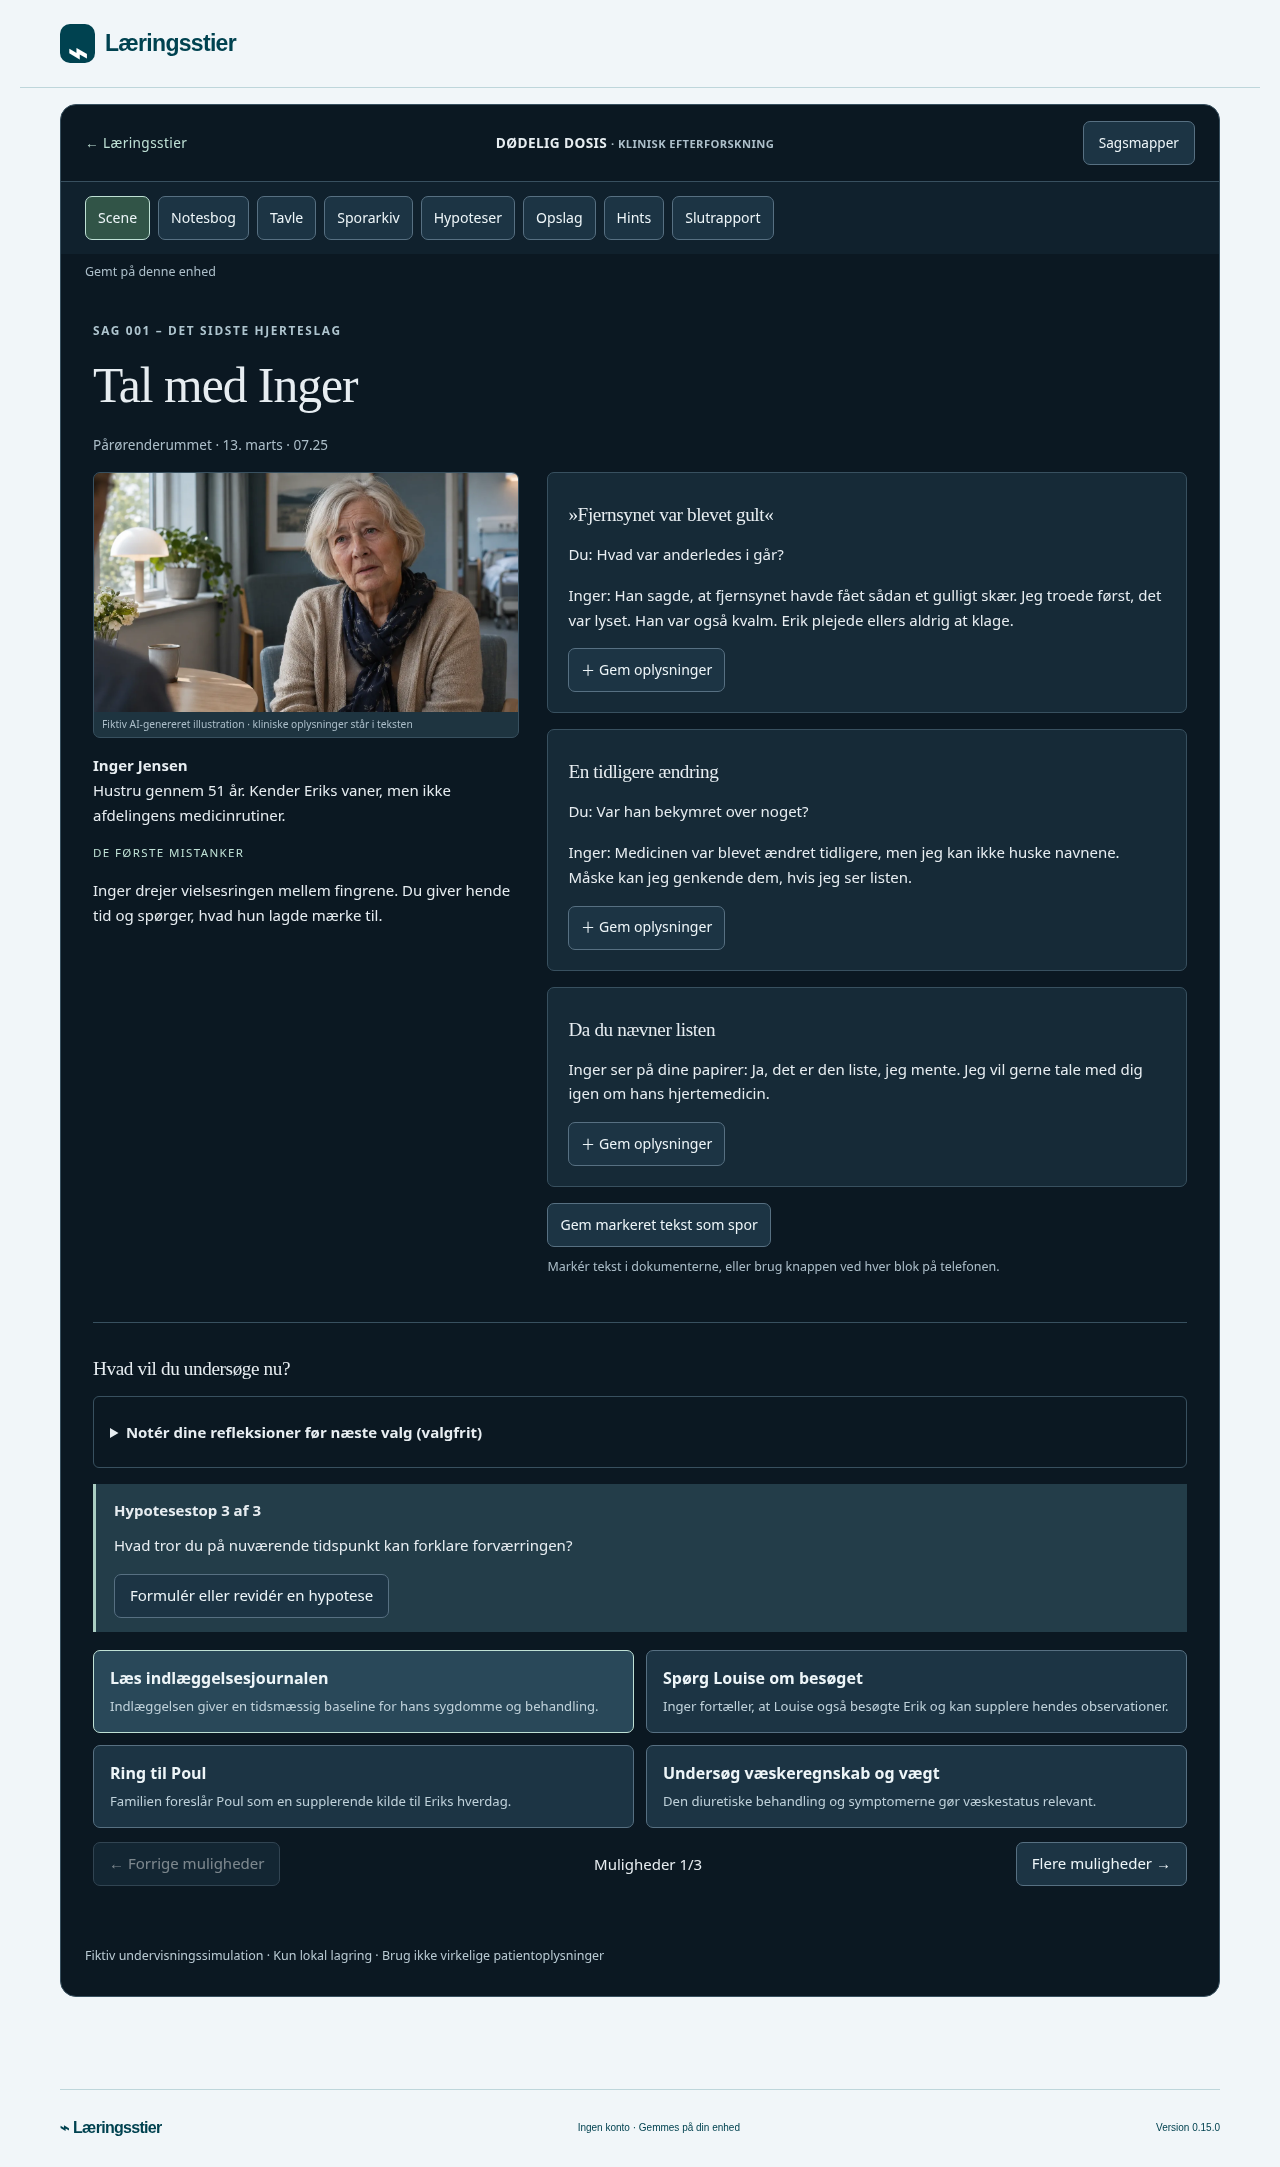 Læringsstier
← Læringsstier
DØDELIG DOSIS · KLINISK EFTERFORSKNING
Sagsmapper
Scene
Notesbog
Tavle
Sporarkiv
Hypoteser
Opslag
Hints
Slutrapport
Gemt på denne enhed
SAG 001 – DET SIDSTE HJERTESLAG
Tal med Inger
Pårørenderummet · 13. marts · 07.25
Fiktiv AI-genereret illustration · kliniske oplysninger står i teksten
Inger Jensen
Hustru gennem 51 år. Kender Eriks vaner, men ikke
afdelingens medicinrutiner.
DE FØRSTE MISTANKER
Inger drejer vielsesringen mellem fingrene. Du giver hende
tid og spørger, hvad hun lagde mærke til.
»Fjernsynet var blevet gult«
Du: Hvad var anderledes i går?
Inger: Han sagde, at fjernsynet havde fået sådan et gulligt skær. Jeg troede først, det
var lyset. Han var også kvalm. Erik plejede ellers aldrig at klage.
+ Gem oplysninger
En tidligere ændring
Du: Var han bekymret over noget?
Inger: Medicinen var blevet ændret tidligere, men jeg kan ikke huske navnene.
Måske kan jeg genkende dem, hvis jeg ser listen.
+ Gem oplysninger
Da du nævner listen
Inger ser på dine papirer: Ja, det er den liste, jeg mente. Jeg vil gerne tale med dig
igen om hans hjertemedicin.
+ Gem oplysninger
Gem markeret tekst som spor
Markér tekst i dokumenterne, eller brug knappen ved hver blok på telefonen.
Hvad vil du undersøge nu?
▶ Notér dine refleksioner før næste valg (valgfrit)
Hypotesestop 3 af 3
Hvad tror du på nuværende tidspunkt kan forklare forværringen?
Formulér eller revidér en hypotese
Læs indlæggelsesjournalen
Indlæggelsen giver en tidsmæssig baseline for hans sygdomme og behandling.
Spørg Louise om besøget
Inger fortæller, at Louise også besøgte Erik og kan supplere hendes observationer.
Ring til Poul
Familien foreslår Poul som en supplerende kilde til Eriks hverdag.
Undersøg væskeregnskab og vægt
Den diuretiske behandling og symptomerne gør væskestatus relevant.
← Forrige muligheder
Muligheder 1/3
Flere muligheder →
Fiktiv undervisningssimulation · Kun lokal lagring · Brug ikke virkelige patientoplysninger
Læringsstier
Ingen konto · Gemmes på din enhed
Version 0.15.0